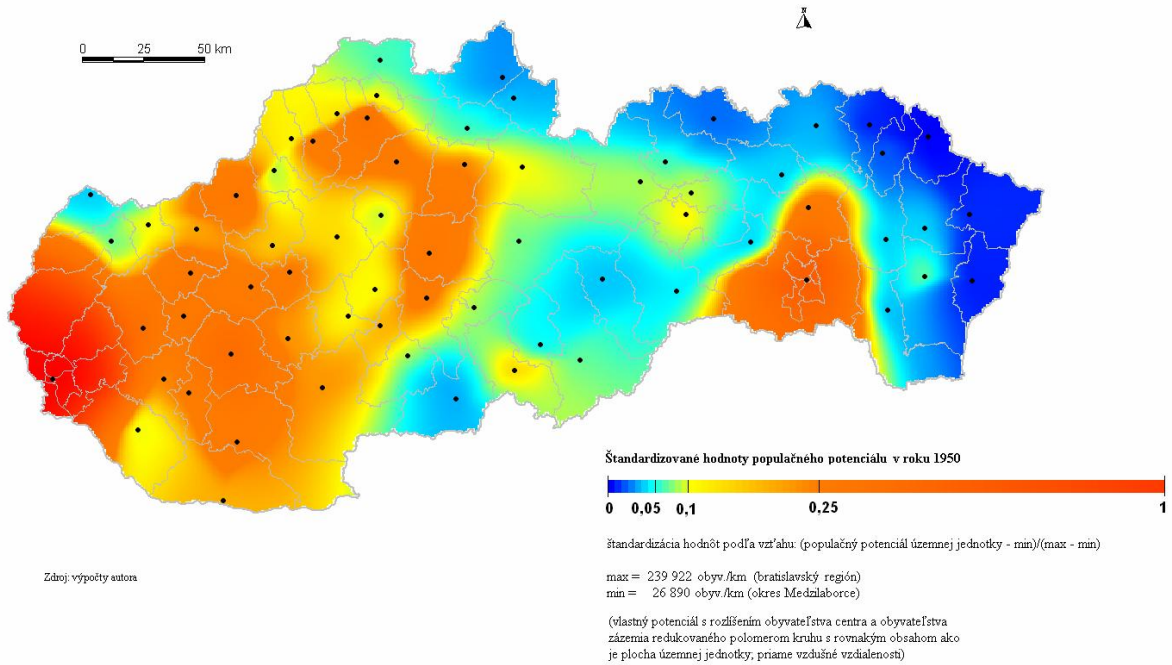 N
0 25 50 km
Štandardizované hodnoty populačného potenciálu v roku 1950
0 0,05 0,1 0,25 1
štandardizácia hodnôt podľa vzťahu: (populačný potenciál územnej jednotky - min)/(max - min)
Zdroj: výpočty autora
max = 239 922 obyv./km (bratislavský región)
min = 26 890 obyv./km (okres Medzilaborce)
(vlastný potenciál s rozlíšením obyvateľstva centra a obyvateľstva
zázemia redukovaného polomerom kruhu s rovnakým obsahom ako
je plocha územnej jednotky; priame vzdušné vzdialenosti)